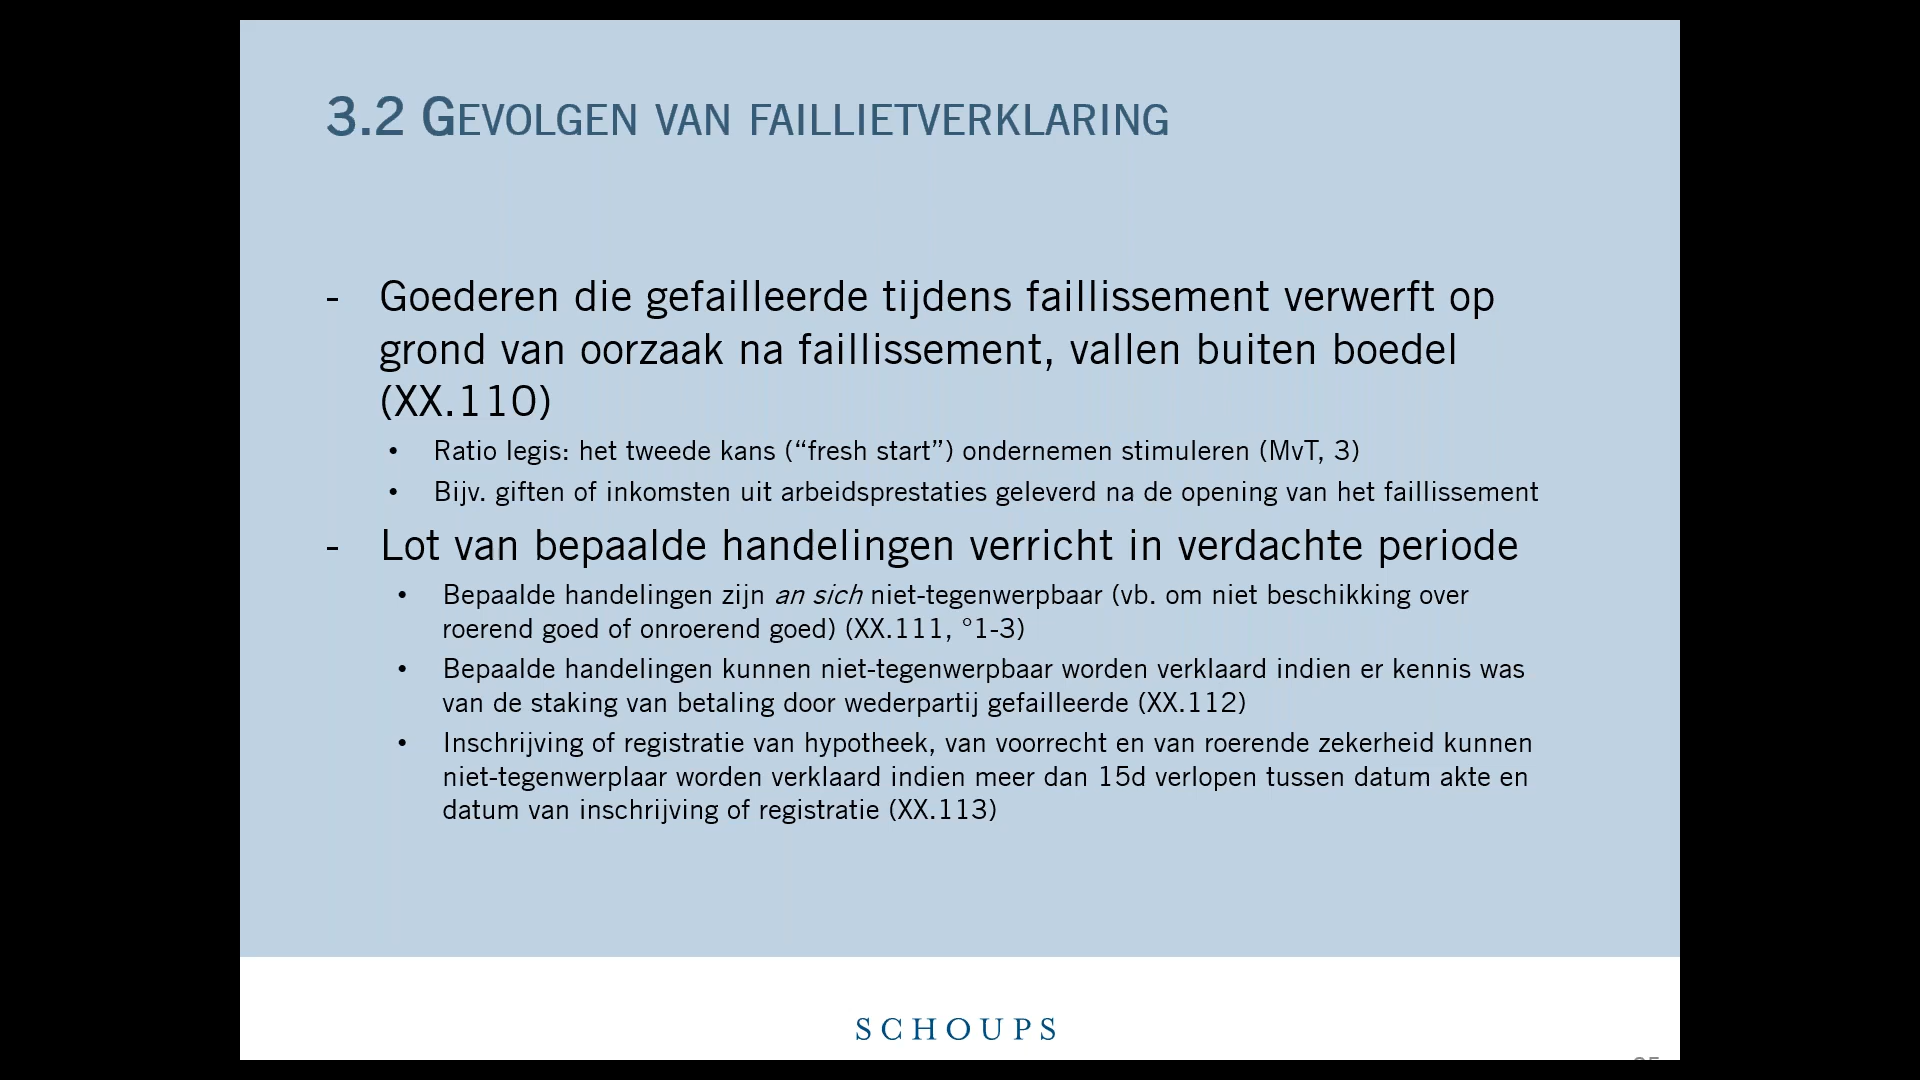 3.2 GEVOLGEN VAN FAILLIETVERKLARING
- Goederen die gefailleerde tijdens faillissement verwerft op
grond van oorzaak na faillissement, vallen buiten boedel
(XX.110)
• Ratio legis: het tweede kans (“fresh start”) ondernemen stimuleren (MvT, 3)
• Bijv. giften of inkomsten uit arbeidsprestaties geleverd na de opening van het faillissement
- Lot van bepaalde handelingen verricht in verdachte periode
• Bepaalde handelingen zijn an sich niet-tegenwerpbaar (vb. om niet beschikking over
roerend goed of onroerend goed) (XX.111, °1-3)
• Bepaalde handelingen kunnen niet-tegenwerpbaar worden verklaard indien er kennis was
van de staking van betaling door wederpartij gefailleerde (XX.112)
• Inschrijving of registratie van hypotheek, van voorrecht en van roerende zekerheid kunnen
niet-tegenwerplaar worden verklaard indien meer dan 15d verlopen tussen datum akte en
datum van inschrijving of registratie (XX.113)
SCHOUPS